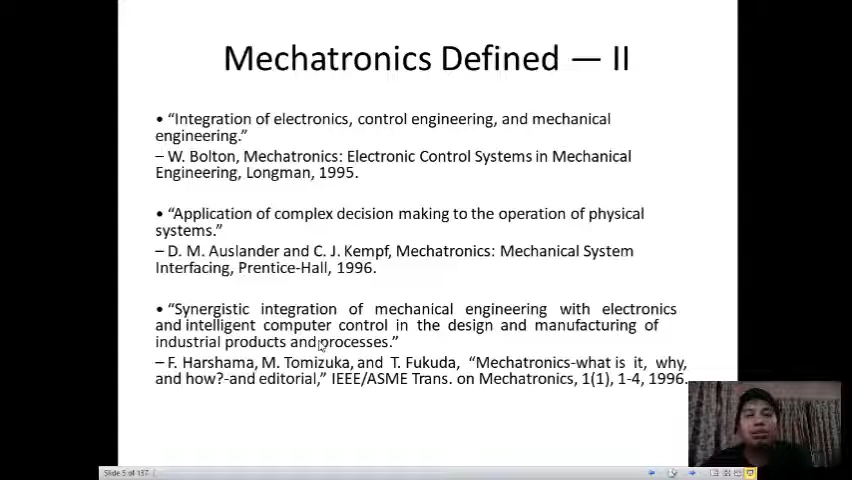 Mechatronics Defined — II
• “Integration of electronics, control engineering, and mechanical
engineering.”
– W. Bolton, Mechatronics: Electronic Control Systems in Mechanical
Engineering, Longman, 1995.
• “Application of complex decision making to the operation of physical
systems.”
– D. M. Auslander and C. J. Kempf, Mechatronics: Mechanical System
Interfacing, Prentice-Hall, 1996.
• “Synergistic integration of mechanical engineering with electronics
and intelligent computer control in the design and manufacturing of
industrial products and processes.”
– F. Harshama, M. Tomizuka, and T. Fukuda, “Mechatronics-what is it, why,
and how?-and editorial,” IEEE/ASME Trans. on Mechatronics, 1(1), 1-4, 1996.
Slide 5 of 137